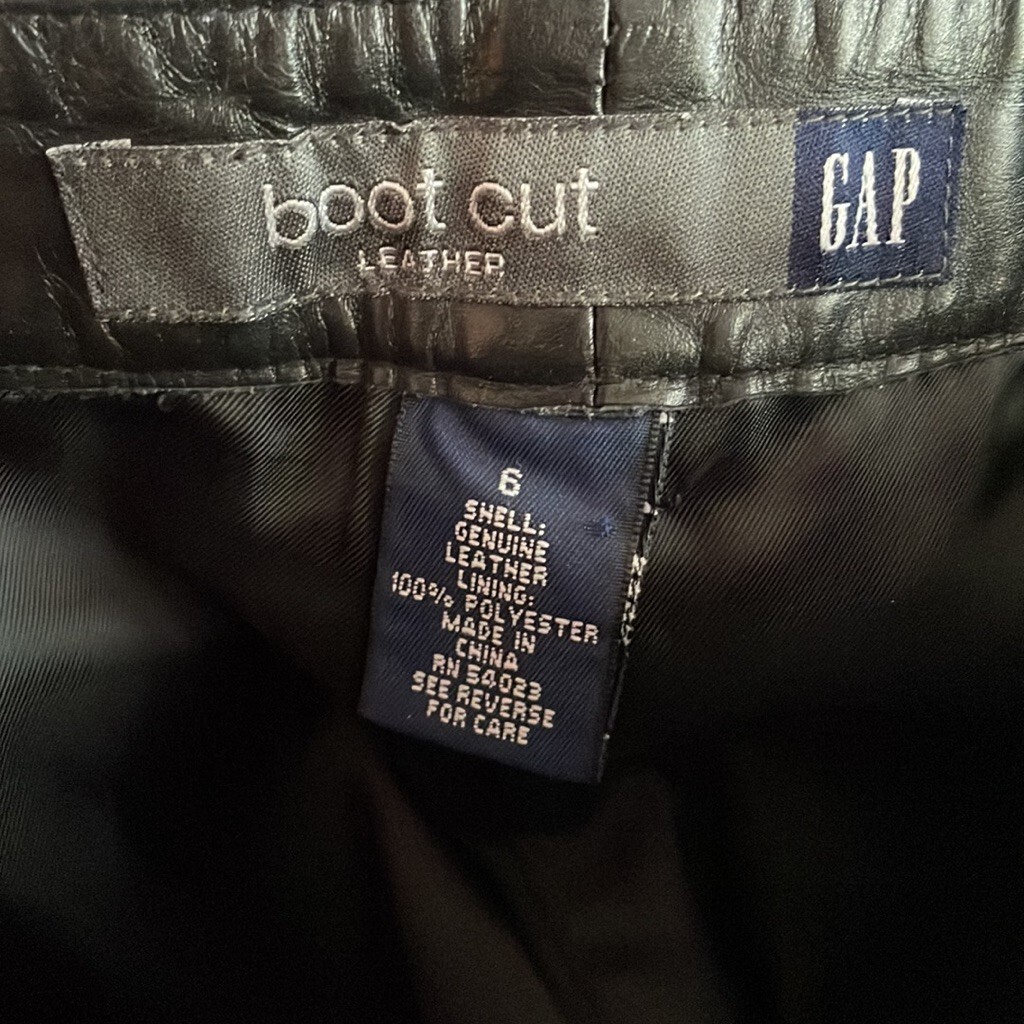 boot cut
LEATHER
GAP
6
SHELL:
GENUINE
LEATHER
LINING:
100% POLYESTER
MADE IN
CHINA
RN 54023
SEE REVERSE
FOR CARE